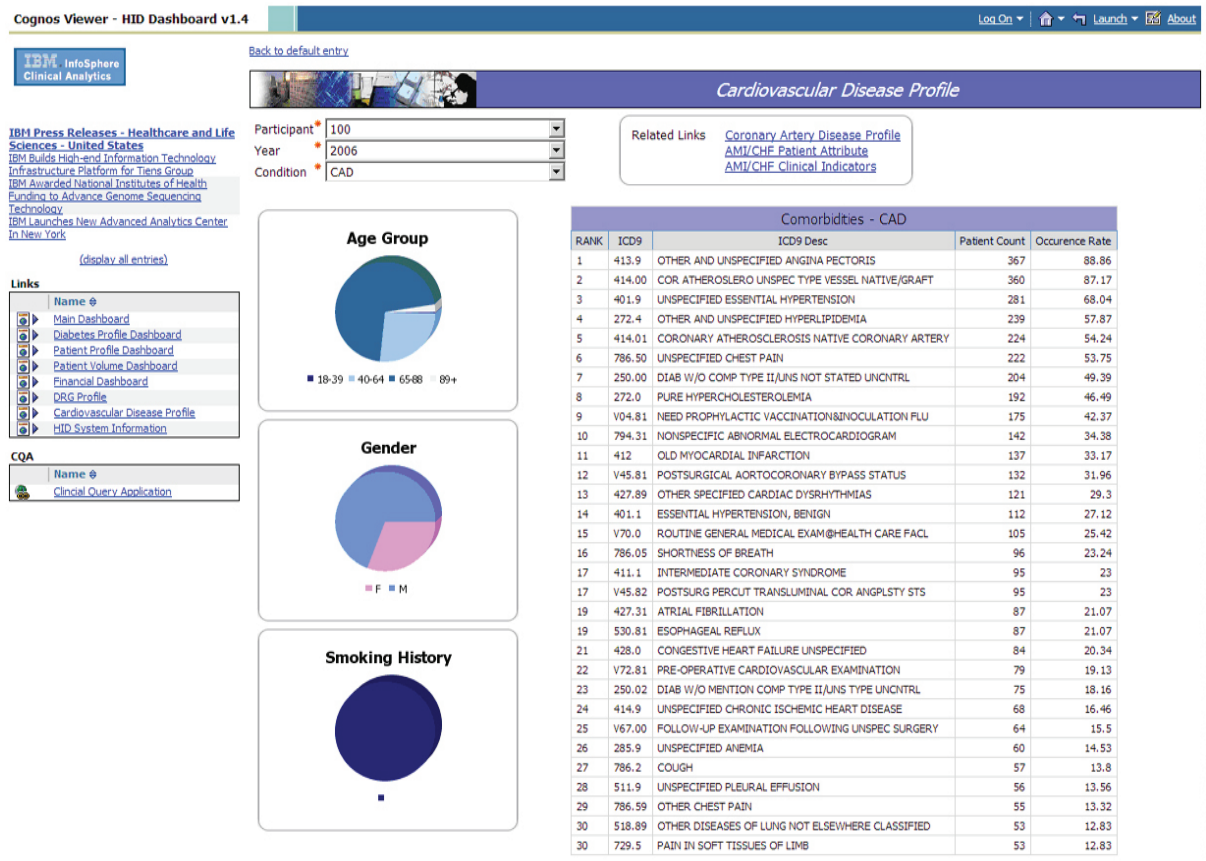 Cognos Viewer - HID Dashboard v1.4
Log On Launch About
IBM InfoSphere
Clinical Analytics
Back to default entry
Cardiovascular Disease Profile
IBM Press Releases - Healthcare and Life
Sciences - United States
IBM Builds High-end Information Technology
Infrastructure Platform for Tiens Group
IBM Awarded National Institutes of Health
Funding to Advance Genome Sequencing
Technology
IBM Launches New Advanced Analytics Center
In New York
(display all entries)
Links
Name
Main Dashboard
Diabetes Profile Dashboard
Patient Profile Dashboard
Patient Volume Dashboard
Financial Dashboard
DRG Profile
Cardiovascular Disease Profile
HID System Information
CQA
Name
Clincial Query Application
Participant* 100
Year * 2006
Condition * CAD
Related Links Coronary Artery Disease Profile
AMI/CHF Patient Attribute
AMI/CHF Clinical Indicators
Age Group
18-39 40-64 65-88 89+
Gender
F M
Smoking History
Comorbidities - CAD
RANK ICD9 ICD9 Desc Patient Count Occurence Rate
1 413.9 OTHER AND UNSPECIFIED ANGINA PECTORIS 367 88.86
2 414.00 COR ATHEROSLERO UNSPEC TYPE VESSEL NATIVE/GRAFT 360 87.17
3 401.9 UNSPECIFIED ESSENTIAL HYPERTENSION 281 68.04
4 272.4 OTHER AND UNSPECIFIED HYPERLIPIDEMIA 239 57.87
5 414.01 CORONARY ATHEROSCLEROSIS NATIVE CORONARY ARTERY 224 54.24
6 786.50 UNSPECIFIED CHEST PAIN 222 53.75
7 250.00 DIAB W/O COMP TYPE II/UNS NOT STATED UNCNTRL 204 49.39
8 272.0 PURE HYPERCHOLESTEROLEMIA 192 46.49
9 V04.81 NEED PROPHYLACTIC VACCINATION&INOCULATION FLU 175 42.37
10 794.31 NONSPECIFIC ABNORMAL ELECTROCARDIOGRAM 142 34.38
11 412 OLD MYOCARDIAL INFARCTION 137 33.17
12 V45.81 POSTSURGICAL AORTOCORONARY BYPASS STATUS 132 31.96
13 427.89 OTHER SPECIFIED CARDIAC DYSRHYTHMIAS 121 29.3
14 401.1 ESSENTIAL HYPERTENSION, BENIGN 112 27.12
15 V70.0 ROUTINE GENERAL MEDICAL EXAM@HEALTH CARE FACL 105 25.42
16 786.05 SHORTNESS OF BREATH 96 23.24
17 411.1 INTERMEDIATE CORONARY SYNDROME 95 23
17 V45.82 POSTSURG PERCUT TRANSLUMINAL COR ANGPLSTY STS 95 23
19 427.31 ATRIAL FIBRILLATION 87 21.07
19 530.81 ESOPHAGEAL REFLUX 87 21.07
21 428.0 CONGESTIVE HEART FAILURE UNSPECIFIED 84 20.34
22 V72.81 PRE-OPERATIVE CARDIOVASCULAR EXAMINATION 79 19.13
23 250.02 DIAB W/O MENTION COMP TYPE II/UNS TYPE UNCNTRL 75 18.16
24 414.9 UNSPECIFIED CHRONIC ISCHEMIC HEART DISEASE 68 16.46
25 V67.00 FOLLOW-UP EXAMINATION FOLLOWING UNSPEC SURGERY 64 15.5
26 285.9 UNSPECIFIED ANEMIA 60 14.53
27 786.2 COUGH 57 13.8
28 511.9 UNSPECIFIED PLEURAL EFFUSION 56 13.56
29 786.59 OTHER CHEST PAIN 55 13.32
30 518.89 OTHER DISEASES OF LUNG NOT ELSEWHERE CLASSIFIED 53 12.83
30 729.5 PAIN IN SOFT TISSUES OF LIMB 53 12.83